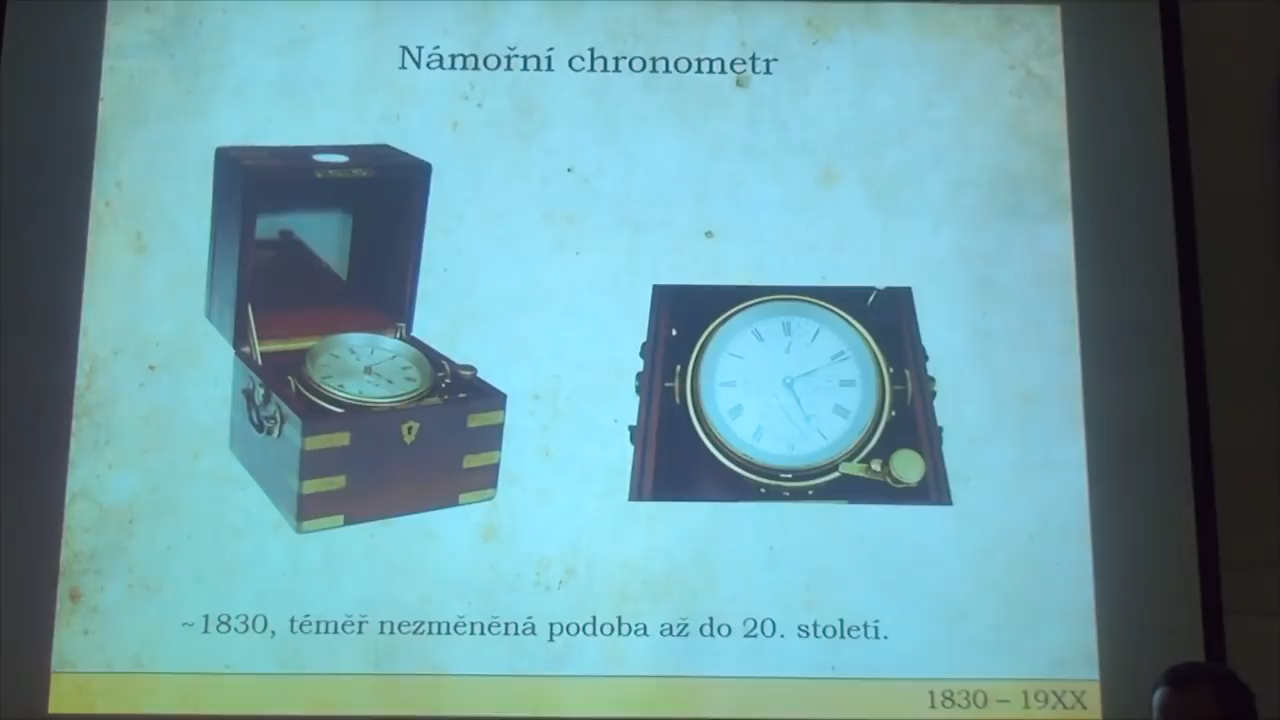 Námořní chronometr
~1830, téměř nezměněná podoba až do 20. století.
1830 – 19XX